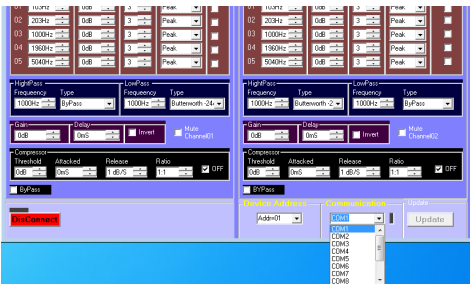 01 103Hz 0dB 3 Peak 01 103Hz 0dB 3 Peak
02 203Hz 0dB 3 Peak 02 203Hz 0dB 3 Peak
03 1000Hz 0dB 3 Peak 03 1000Hz 0dB 3 Peak
04 1960Hz 0dB 3 Peak 04 1960Hz 0dB 3 Peak
05 5040Hz 0dB 3 Peak 05 5040Hz 0dB 3 Peak
HightPass LowPass HightPass LowPass
Frequeency Type Frequency Type Frequeency Type Frequency Type
1000Hz ByPass 1000Hz Butterworth -24 1000Hz Butterworth -2 1000Hz ByPass
Gain Delay Mute Gain Delay Mute
0dB 0mS Invert Channel01 0dB 0mS Invert Channel02
Compressor Compressor
Threshold Attacked Release Ratio Threshold Attacked Release Ratio
0dB 0mS 1 dB/S 1:1 OFF 0dB 0mS 1 dB/S 1:1 OFF
ByPass BYPass
Device Address Communication Update
DisConnect Addr=01 COM1 Update
COM1
COM2
COM3
COM4
COM5
COM6
COM7
COM8